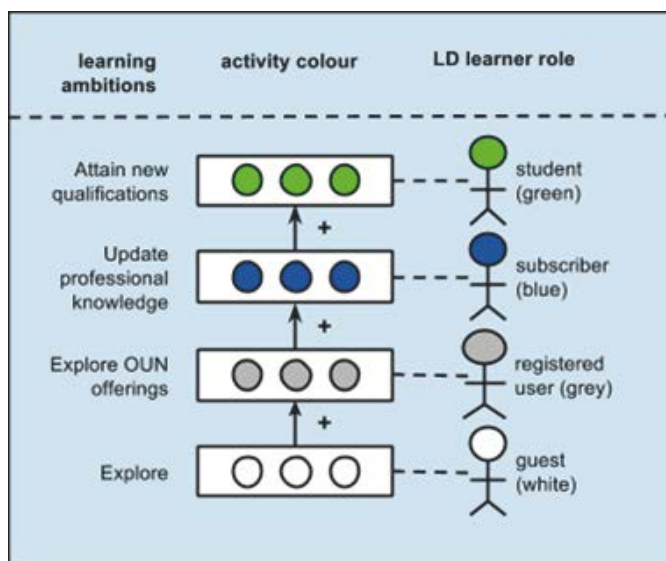 learning
ambitions
activity colour
LD learner role
Attain new
qualifications
student
(green)
+
Update
professional
knowledge
subscriber
(blue)
+
Explore OUN
offerings
registered
user (grey)
+
Explore
guest
(white)